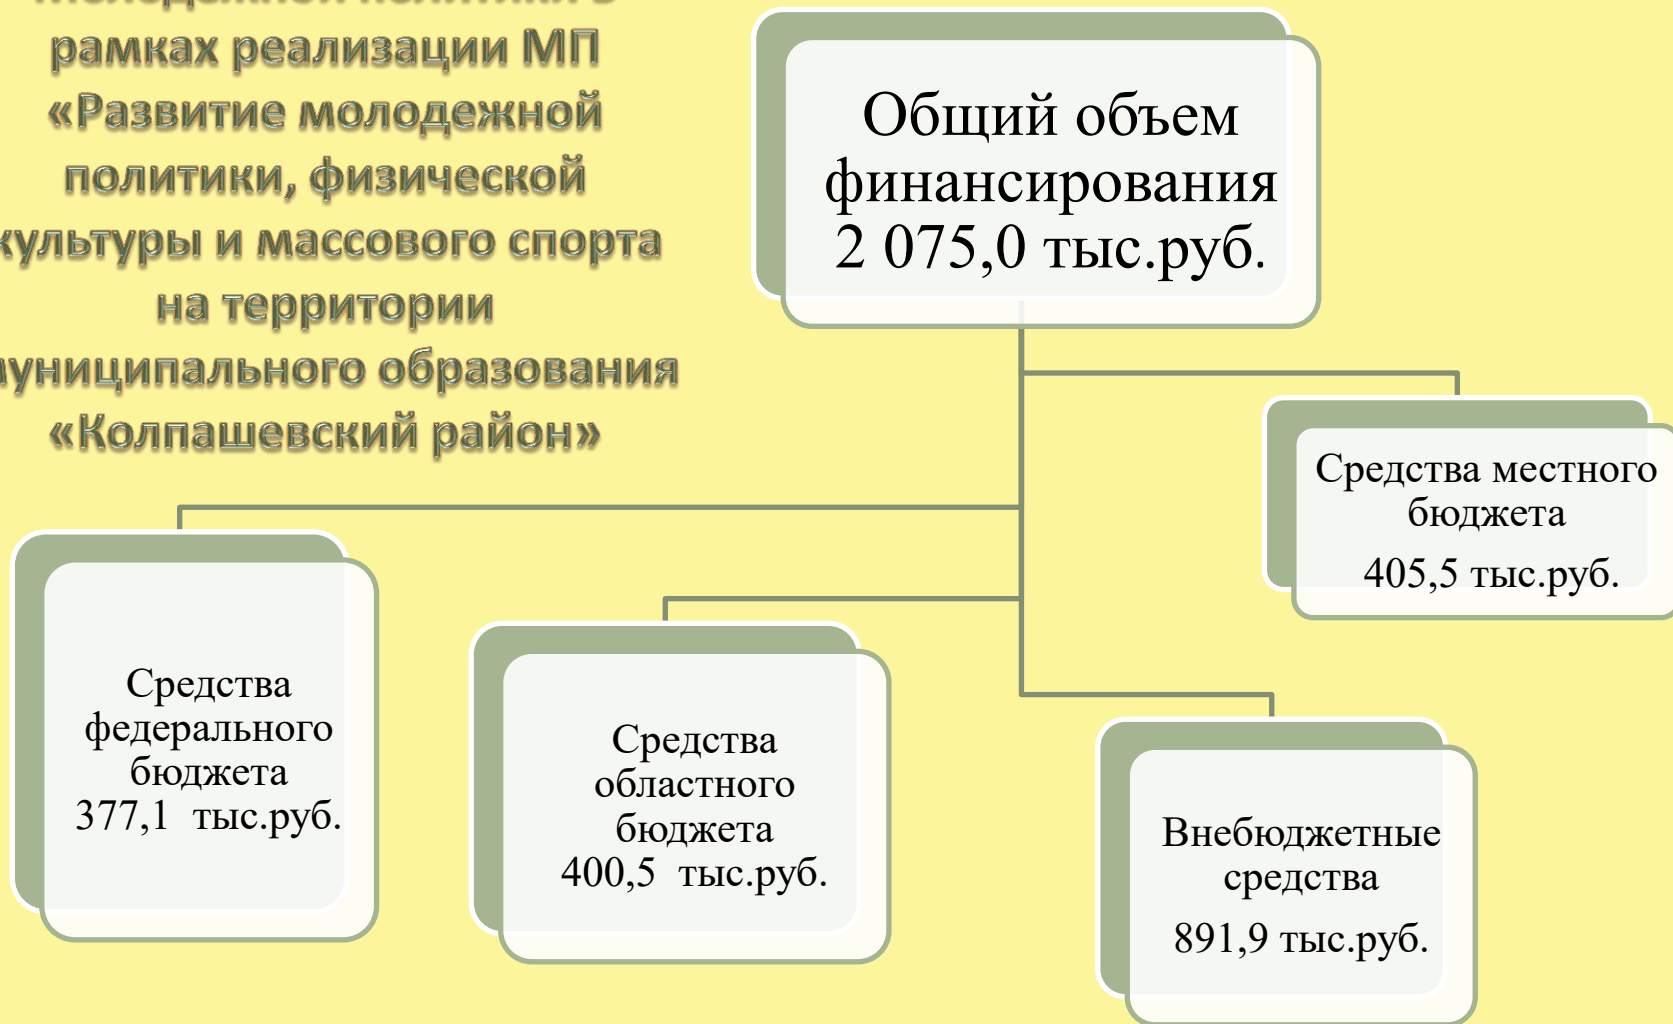 молодежной политики в
рамках реализации МП
«Развитие молодежной
политики, физической
культуры и массового спорта
на территории
муниципального образования
«Колпашевский район»
Общий объем
финансирования
2 075,0 тыс.руб.
Средства местного
бюджета
405,5 тыс.руб.
Средства
федерального
бюджета
377,1 тыс.руб.
Средства
областного
бюджета
400,5 тыс.руб.
Внебюджетные
средства
891,9 тыс.руб.